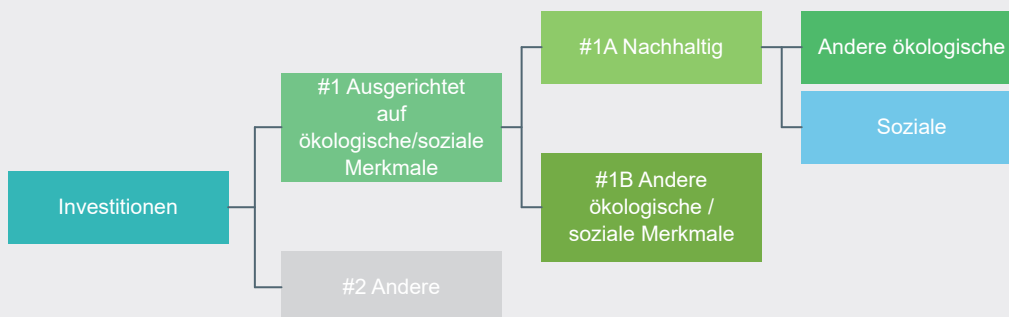 Investitionen
#1 Ausgerichtet
auf
ökologische/soziale
Merkmale
#2 Andere
#1A Nachhaltig
#1B Andere
ökologische /
soziale Merkmale
Andere ökologische
Soziale